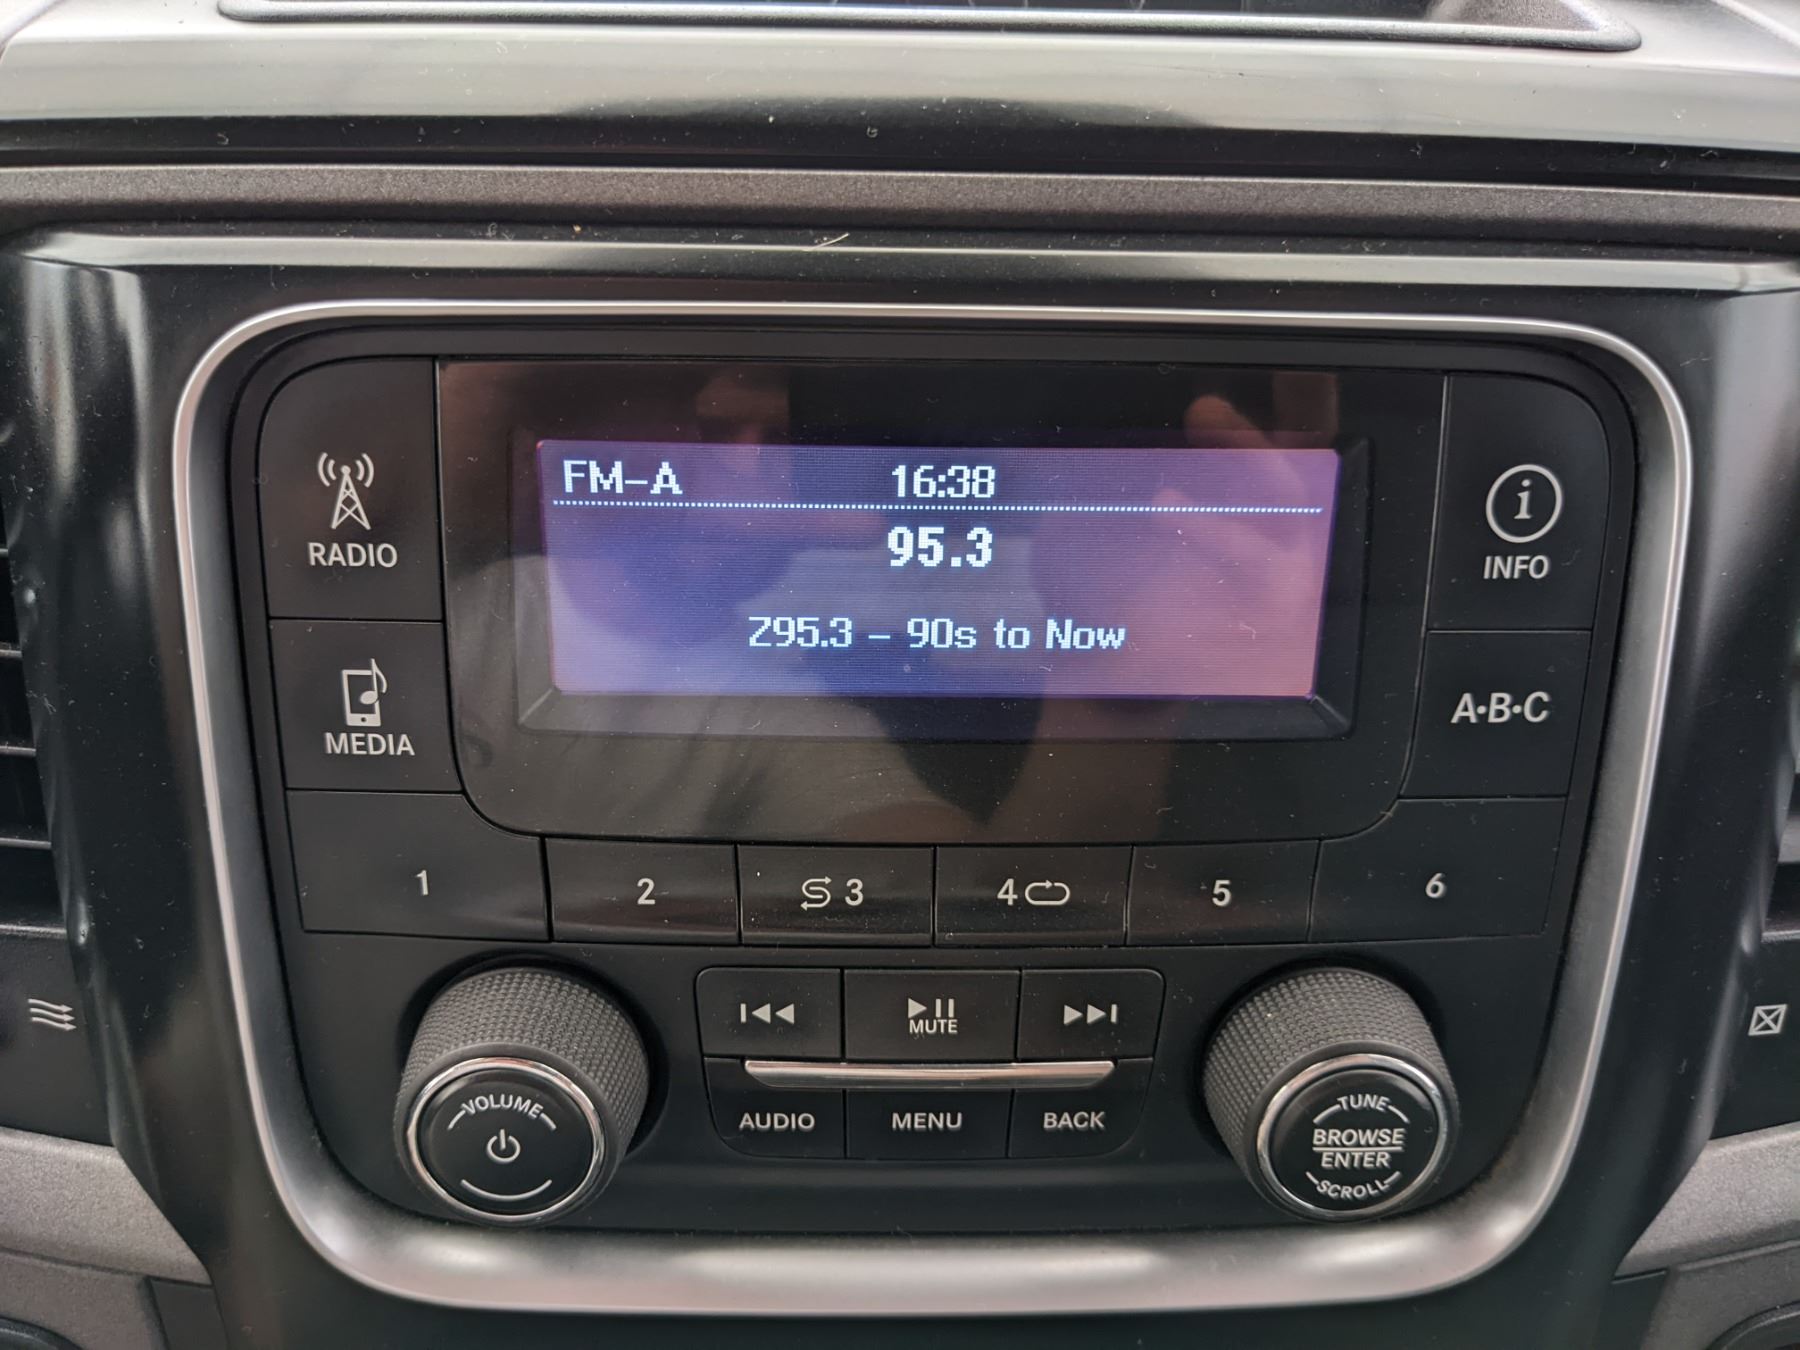 FM-A 16:38
95.3
Z95.3 - 90s to Now
RADIO
MEDIA
INFO
A·B·C
1 2 3 4 5 6
MUTE
VOLUME
AUDIO MENU BACK
TUNE
BROWSE
ENTER
SCROLL